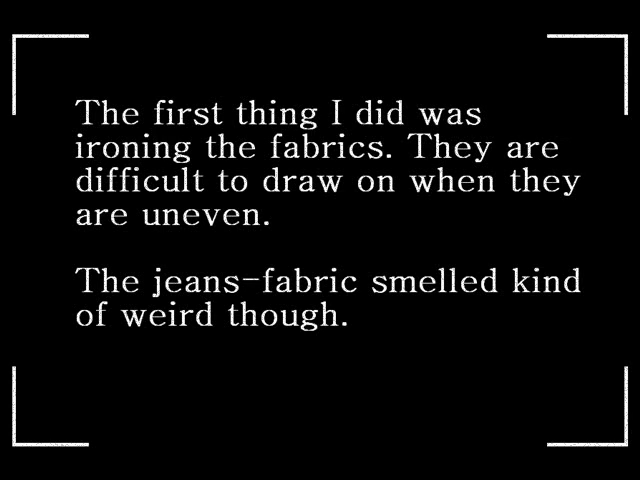 The first thing I did was
ironing the fabrics. They are
difficult to draw on when they
are uneven.
The jeans-fabric smelled kind
of weird though.